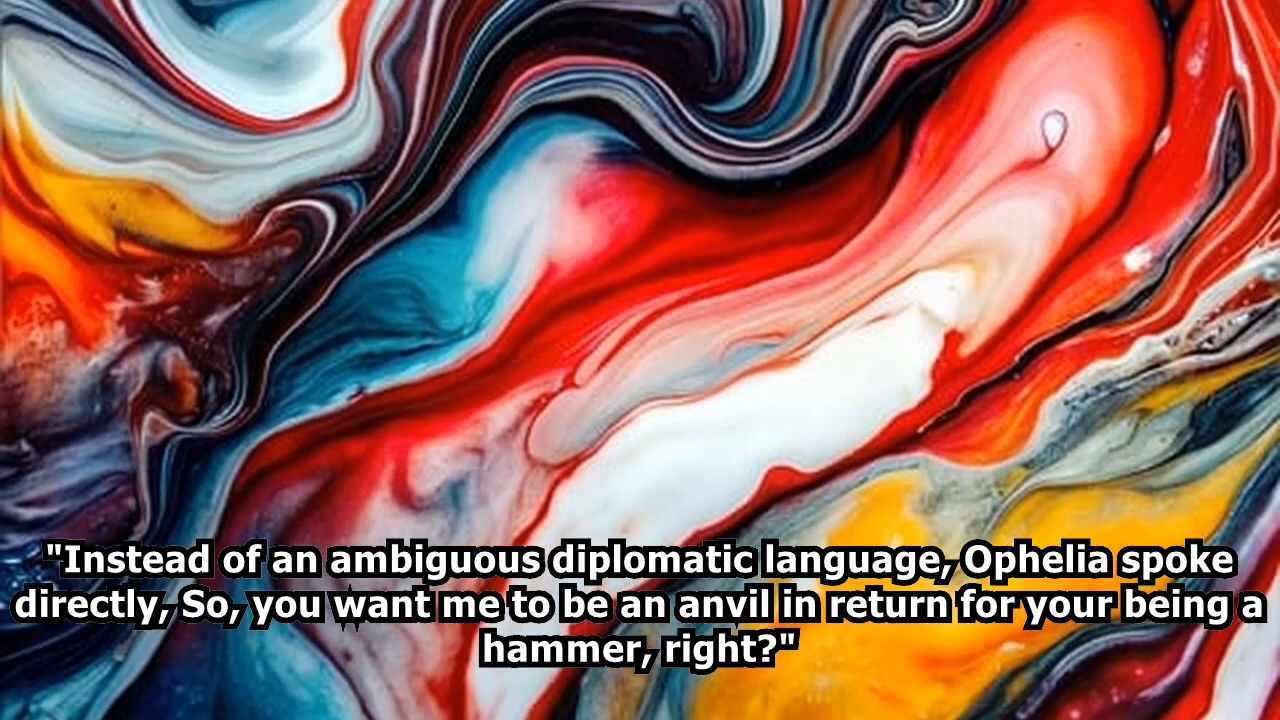 "Instead of an ambiguous diplomatic language, Ophelia spoke
directly, So, you want me to be an anvil in return for your being a
hammer, right?"